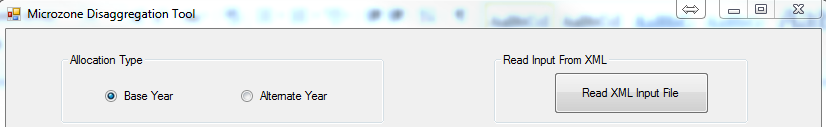 Microzone Disaggregation Tool
Allocation Type
Read Input From XML
Base Year
Alternate Year
Read XML Input File